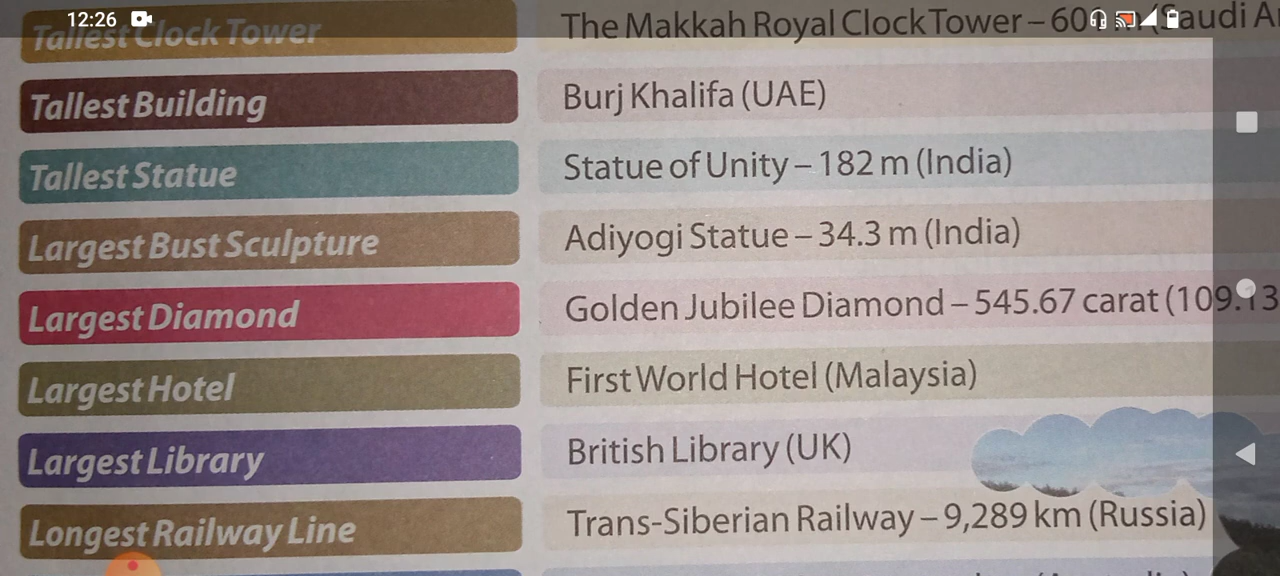 12:26
Tallest Clock Tower The Makkah Royal Clock Tower – 60 m (Saudi
Tallest Building Burj Khalifa (UAE)
Tallest Statue Statue of Unity – 182 m (India)
Largest Bust Sculpture Adiyogi Statue – 34.3 m (India)
Largest Diamond Golden Jubilee Diamond – 545.67 carat (109.13
Largest Hotel First World Hotel (Malaysia)
Largest Library British Library (UK)
Longest Railway Line Trans-Siberian Railway – 9,289 km (Russia)